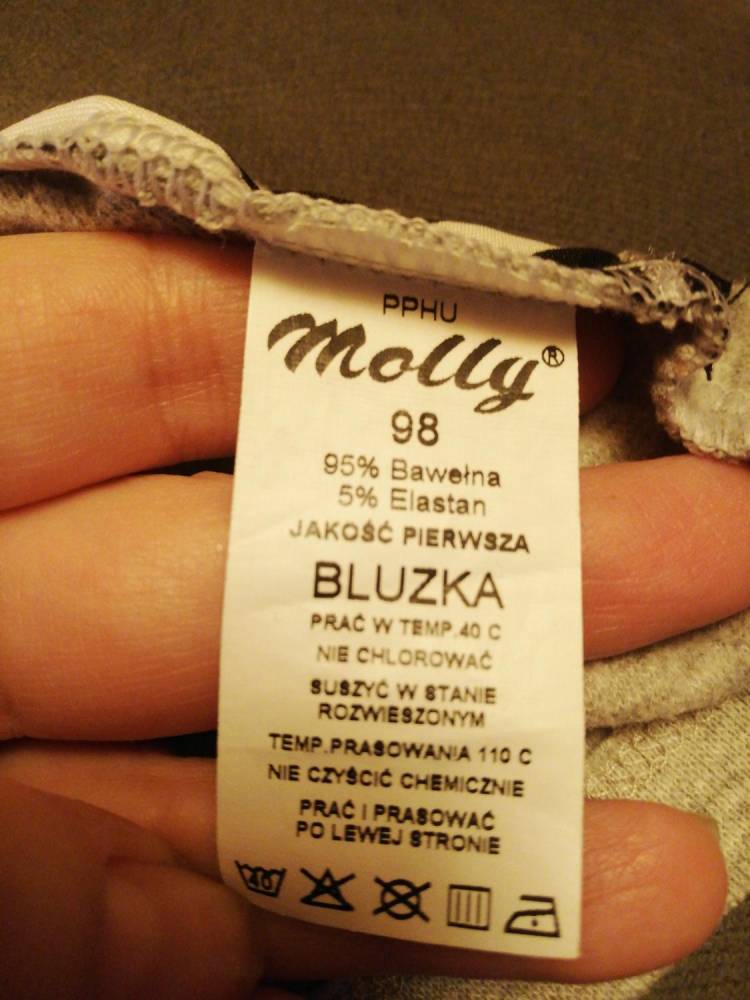 PPHU
Molly®
98
95% Bawełna
5% Elastan
JAKOŚĆ PIERWSZA
BLUZKA
PRAĆ W TEMP.40 C
NIE CHLOROWAĆ
SUSZYĆ W STANIE
ROZWIESZONYM
TEMP.PRASOWANIA 110 C
NIE CZYŚCIĆ CHEMICZNIE
PRAĆ I PRASOWAĆ
PO LEWEJ STRONIE
40